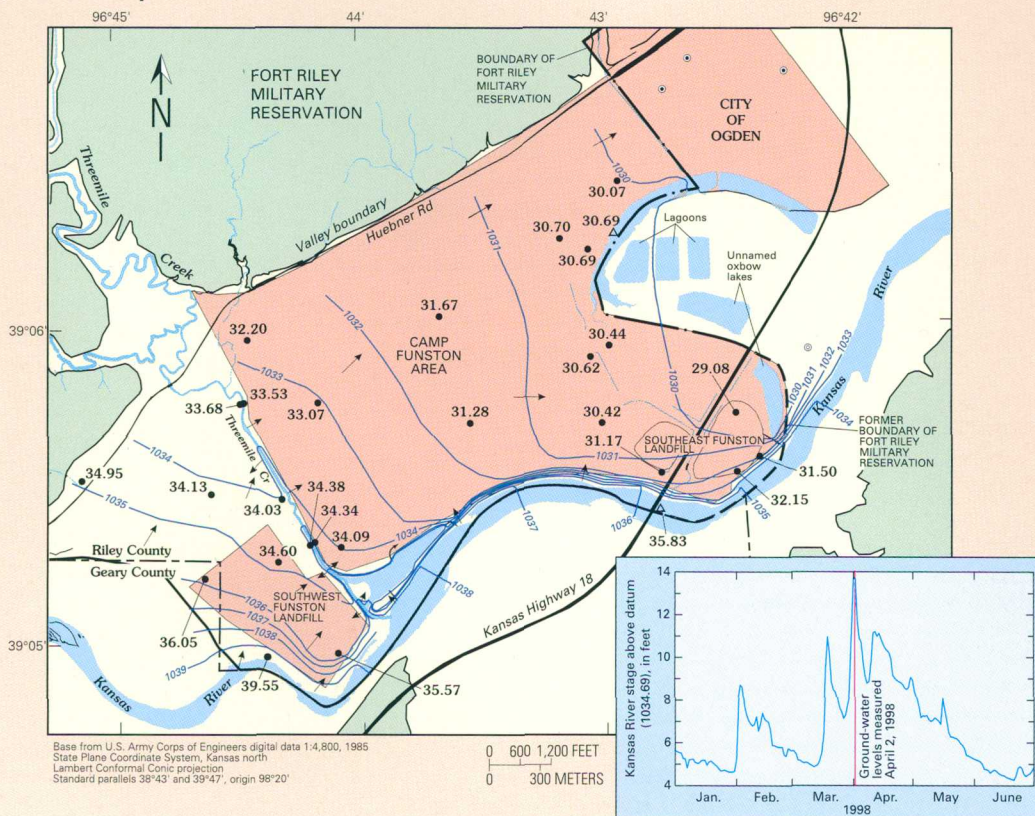 96°45'
44'
43'
96°42'
BOUNDARY OF
FORT RILEY
MILITARY
RESERVATION
FORT RILEY
MILITARY
RESERVATION
N
CITY
OF
OGDEN
Threemile
Creek
Valley boundary
Huebner Rd
1030
30.07
30.70
30.69
30.69
Lagoons
Unnamed
oxbow
lakes
River
1031
39°06'
32.20
31.67
1032
CAMP
FUNSTON
AREA
30.44
30.62
29.08
1030
1030
1031
1032
1033
1034
Kansas
1033
33.53
33.68
33.07
31.28
30.42
31.17
SOUTHEAST FUNSTON
LANDFILL
FORMER
BOUNDARY OF
FORT RILEY
MILITARY
RESERVATION
Threemile Cr
1034
34.95
34.13
34.03
34.38
34.34
34.09
1035
1031
31.50
32.15
1034
1037
1036
1035
35.83
Riley County
Geary County
34.60
SOUTHWEST
FUNSTON
LANDFILL
1036
1037
1038
1039
36.05
1038
Kansas Highway 18
39°05'
39.55
35.57
Kansas
River
Base from U.S. Army Corps of Engineers digital data 1:4,800, 1985
State Plane Coordinate System, Kansas north
Lambert Conformal Conic projection
Standard parallels 38°43' and 39°47', origin 98°20'
0 600 1,200 FEET
0 300 METERS
Kansas River stage above datum
(1034.69), in feet
14
12
10
8
6
4
Ground-water
levels measured
April 2, 1998
Jan. Feb. Mar. Apr. May June
1998